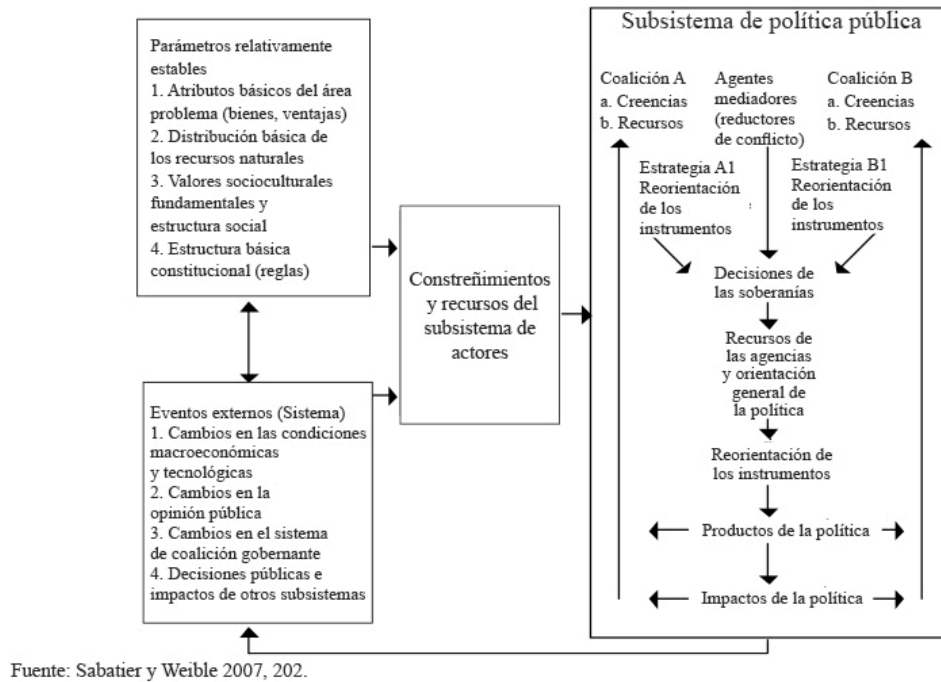 Parámetros relativamente
estables
1. Atributos básicos del área
problema (bienes, ventajas)
2. Distribución básica de
los recursos naturales
3. Valores socioculturales
fundamentales y
estructura social
4. Estructura básica
constitucional (reglas)
Eventos externos (Sistema)
1. Cambios en las condiciones
macroeconómicas
y tecnológicas
2. Cambios en la
opinión pública
3. Cambios en el sistema
de coalición gobernante
4. Decisiones públicas e
impactos de otros subsistemas
Constreñimientos
y recursos del
subsistema de
actores
Subsistema de política pública
Coalición A
a. Creencias
b. Recursos
Agentes
mediadores
(reductores
de conflicto)
Coalición B
a. Creencias
b. Recursos
Estrategia A1
Reorientación
de los
instrumentos
Estrategia B1
Reorientación
de los
instrumentos
Decisiones de
las soberanías
Recursos de
las agencias
y orientación
general de
la política
Reorientación de
los instrumentos
Productos de la política
Impactos de la política
Fuente: Sabatier y Weible 2007, 202.